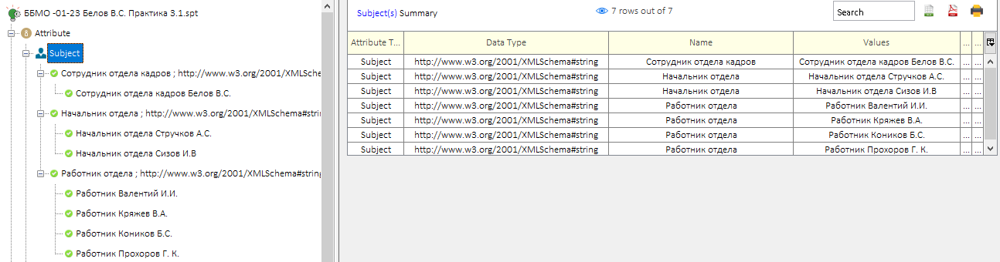 ББМО -01-23 Белов В.С. Практика 3.1.spt
Attribute
Subject
Сотрудник отдела кадров ; http://www.w3.org/2001/XMLSche
Сотрудник отдела кадров Белов В.С.
Начальник отдела ; http://www.w3.org/2001/XMLSchema#string
Начальник отдела Стручков А.С.
Начальник отдела Сизов И.В
Работник отдела ; http://www.w3.org/2001/XMLSchema#string
Работник Валентий И.И.
Работник Кряжев В.А.
Работник Коников Б.С.
Работник Прохоров Г. К.
Subject(s) Summary
7 rows out of 7
Search
Attribute T... Data Type Name Values ... ...
Subject http://www.w3.org/2001/XMLSchema#string Сотрудник отдела кадров Сотрудник отдела кадров Белов В.С. ... ...
Subject http://www.w3.org/2001/XMLSchema#string Начальник отдела Начальник отдела Стручков А.С. ... ...
Subject http://www.w3.org/2001/XMLSchema#string Начальник отдела Начальник отдела Сизов И.В ... ...
Subject http://www.w3.org/2001/XMLSchema#string Работник отдела Работник Валентий И.И. ... ...
Subject http://www.w3.org/2001/XMLSchema#string Работник отдела Работник Кряжев В.А. ... ...
Subject http://www.w3.org/2001/XMLSchema#string Работник отдела Работник Коников Б.С. ... ...
Subject http://www.w3.org/2001/XMLSchema#string Работник отдела Работник Прохоров Г. К. ... ...